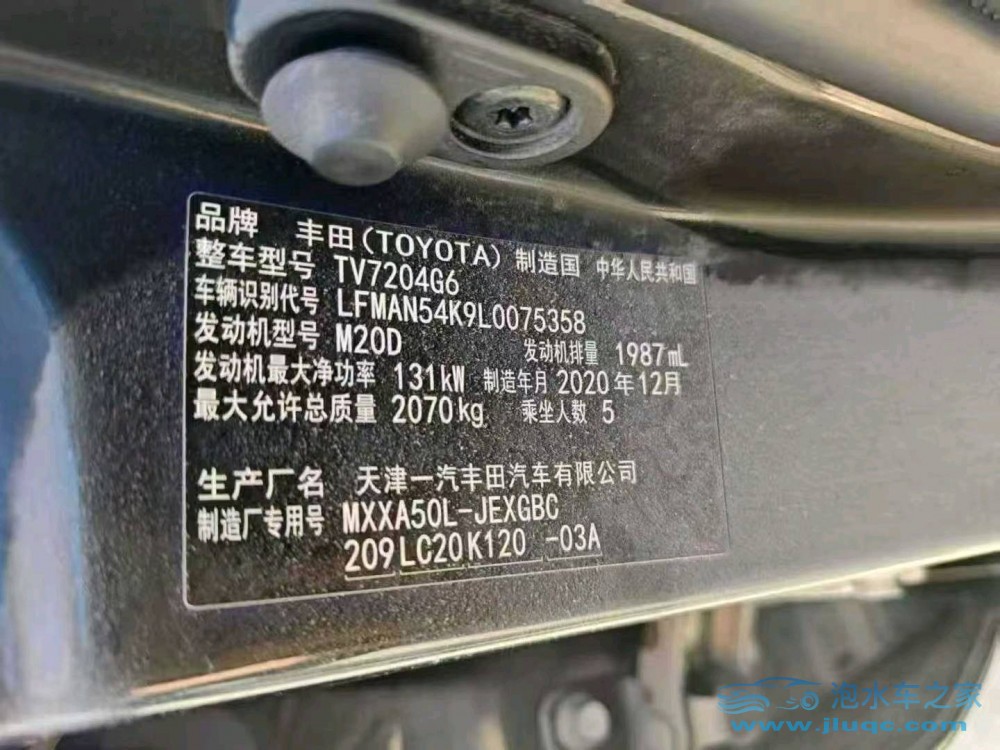 品牌 丰田(TOYOTA) 制造国 中华人民共和国
整车型号 TV7204G6
车辆识别代号 LFMAN54K9L0075358
发动机型号 M20D 发动机排量 1987mL
发动机最大净功率 131kW 制造年月 2020年12月
最大允许总质量 2070kg 乘坐人数 5
生产厂名 天津一汽丰田汽车有限公司
制造厂专用号 MXXA50L-JEXGBC
209 LC20 K120 -03A
泡水车之家
www.jluqc.com